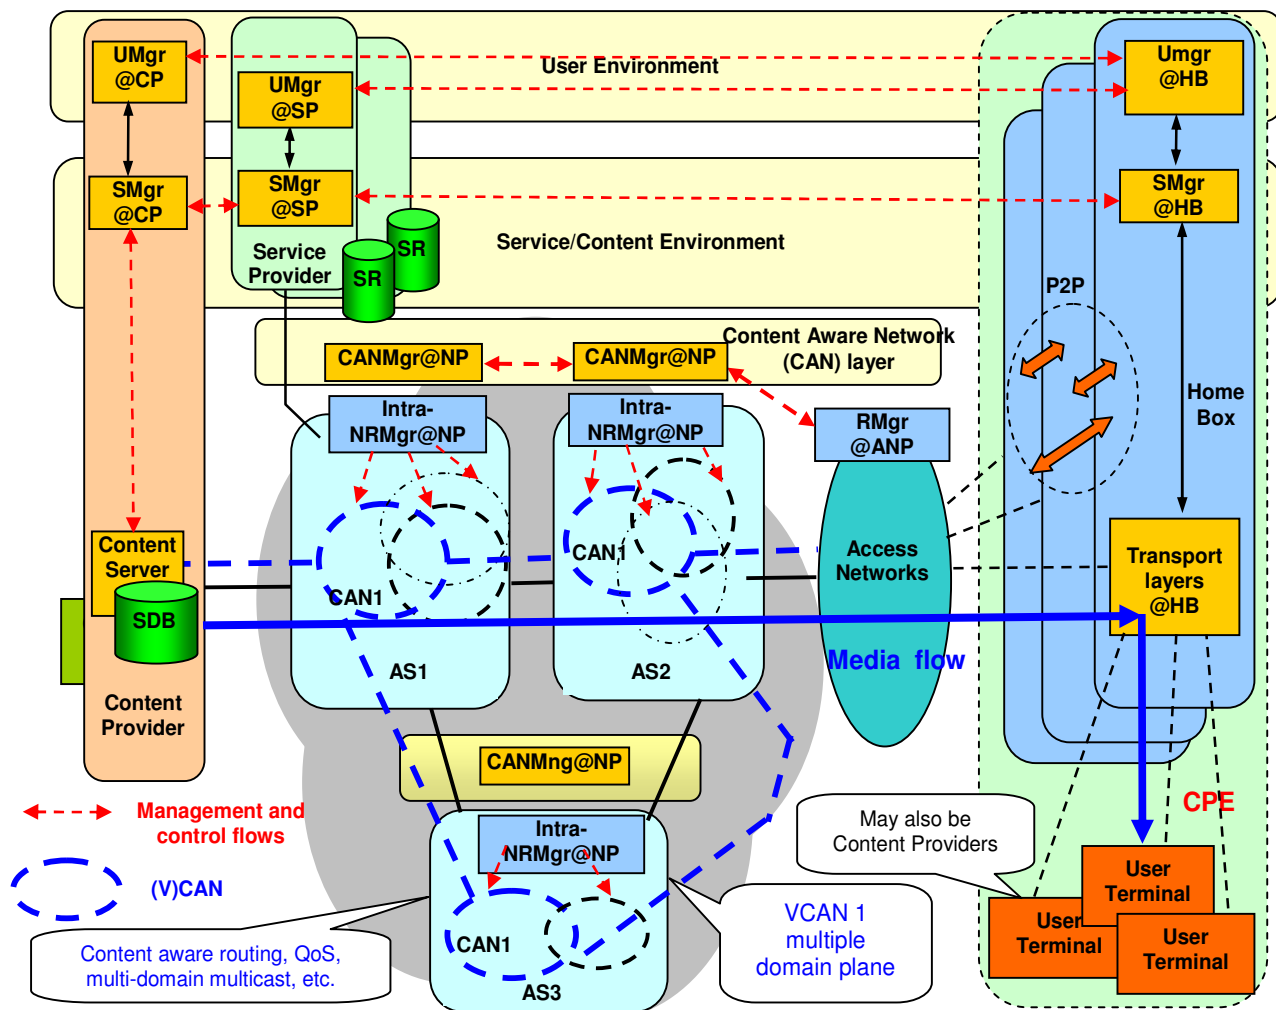 UMgr
@CP
UMgr
@SP
User Environment
Umgr
@HB
SMgr
@CP
SMgr
@SP
SMgr
@HB
Service
Provider
SR
SR
Service/Content Environment
P2P
Content Aware Network
(CAN) layer
CANMgr@NP
CANMgr@NP
Home
Box
Intra-
NRMgr@NP
Intra-
NRMgr@NP
RMgr
@ANP
Content
Server
SDB
CAN1
CAN1
Access
Networks
Transport
layers
@HB
AS1
AS2
Media flow
Content
Provider
CANMng@NP
Management and
control flows
CPE
May also be
Content Providers
Intra-
NRMgr@NP
(V)CAN
CAN1
AS3
Content aware routing, QoS,
multi-domain multicast, etc.
VCAN 1
multiple
domain plane
User
Terminal
User
Terminal
User
Terminal